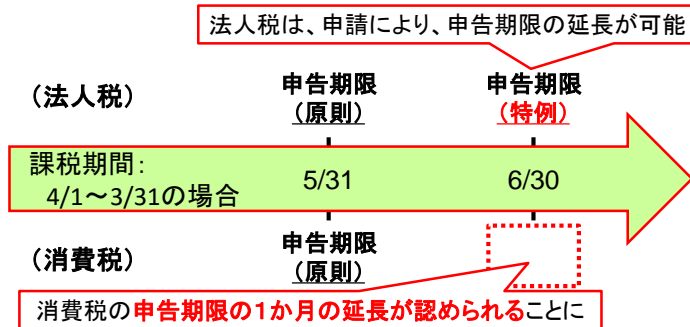 法人税は、申請により、申告期限の延長が可能
（法人税）
申告期限
（原則）
申告期限
（特例）
課税期間：
4/1～3/31の場合
5/31
6/30
（消費税）
申告期限
（原則）
消費税の申告期限の１か月の延長が認められることに